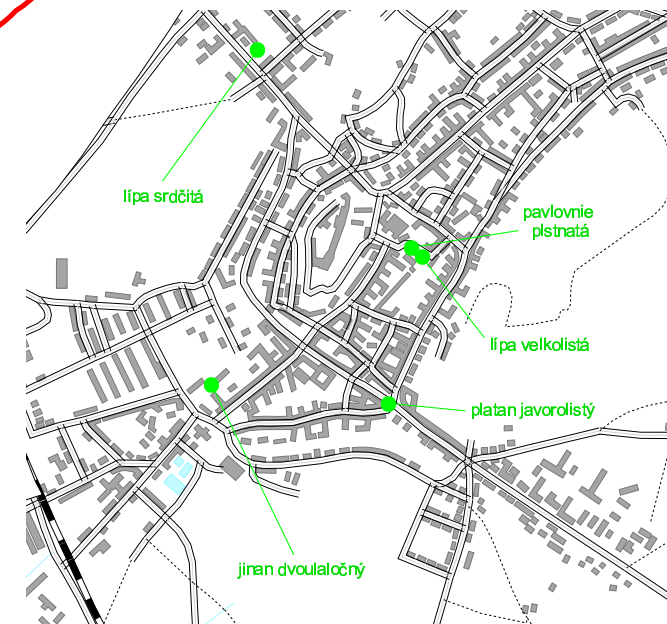 lípa srdčitá
pavlovnie
plstnatá
lípa velkolistá
platan javorolistý
jinan dvoulaločný